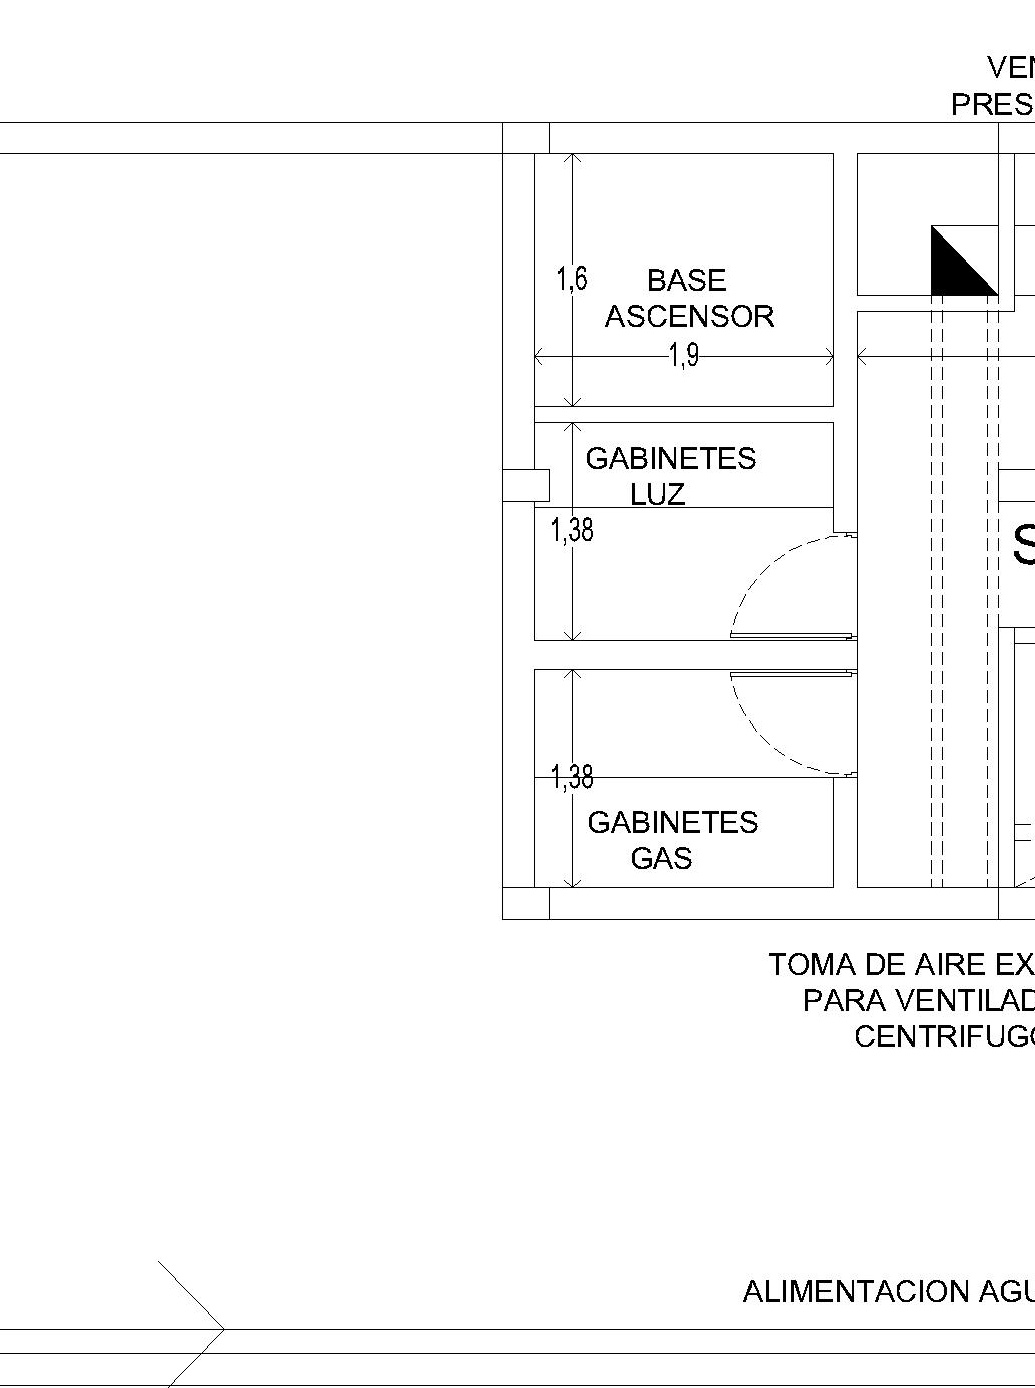 VEN
PRES
1,6
BASE
ASCENSOR
1,9
GABINETES
LUZ
1,38
S
1,38
GABINETES
GAS
TOMA DE AIRE EX
PARA VENTILAD
CENTRIFUGO
ALIMENTACION AGU